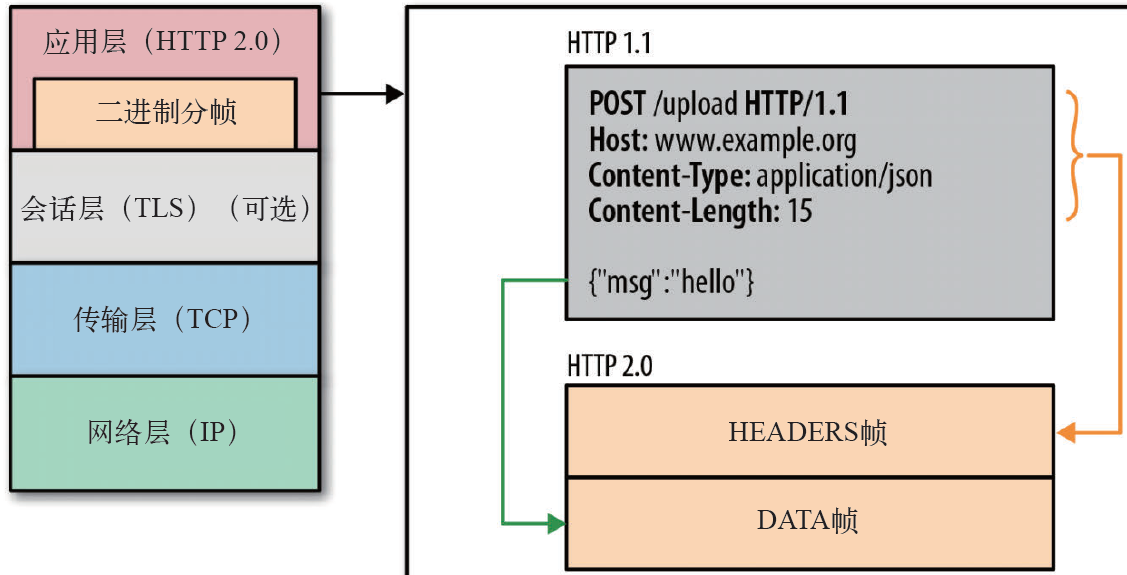 应用层（HTTP 2.0）
二进制分帧
会话层（TLS）（可选）
传输层（TCP）
网络层（IP）
HTTP 1.1
POST /upload HTTP/1.1
Host: www.example.org
Content-Type: application/json
Content-Length: 15
{"msg":"hello"}
HTTP 2.0
HEADERS帧
DATA帧